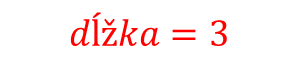 dĺžka = 3